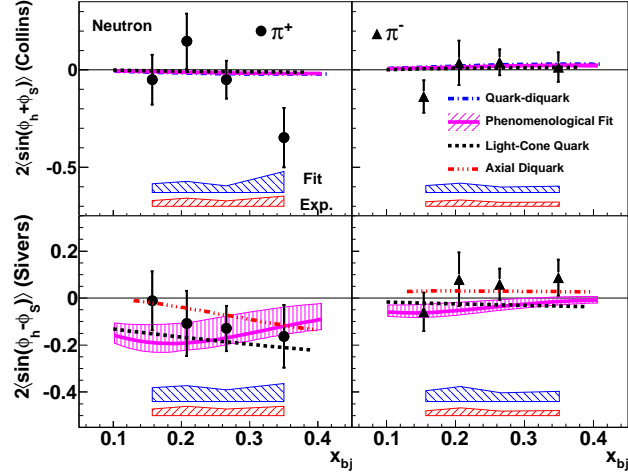 Neutron
π+
π-
2⟨sin(ϕh+ϕS)⟩ (Collins)
0
-0.5
Quark-diquark
Phenomenological Fit
Light-Cone Quark
Axial Diquark
Fit
Exp.
2⟨sin(ϕh-ϕS)⟩ (Sivers)
0.2
0
-0.2
-0.4
0.1 0.2 0.3 0.4 0.1 0.2 0.3 0.4
xbj xbj